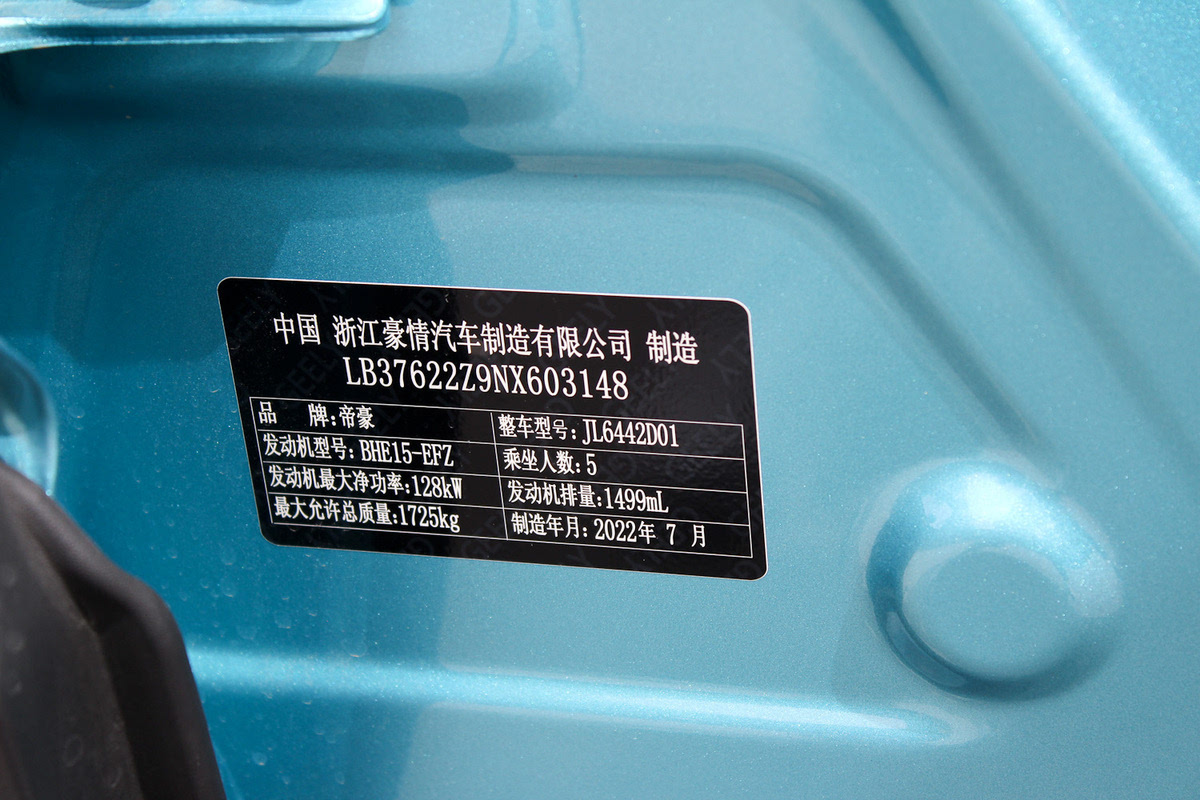 中国 浙江豪情汽车制造有限公司 制造
LB37622Z9NX603148
品 牌:帝豪 整车型号:JL6442D01
发动机型号:BHE15-EFZ 乘坐人数:5
发动机最大净功率:128kW 发动机排量:1499mL
最大允许总质量:1725kg 制造年月:2022年 7 月